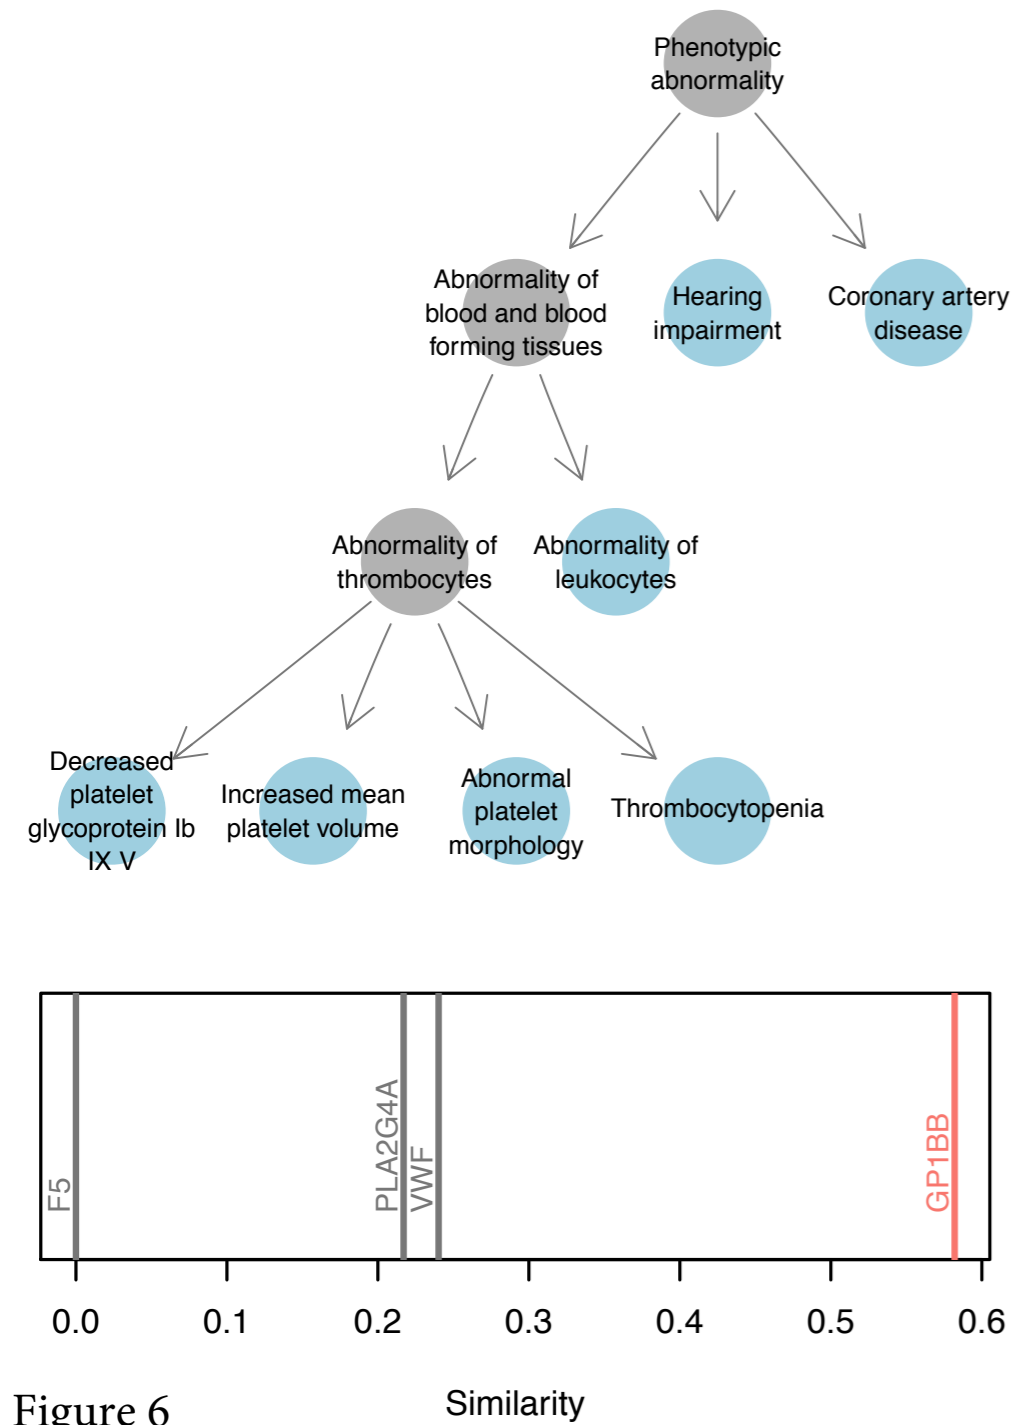 Phenotypic
abnormality
Abnormality of
blood and blood
forming tissues
Hearing
impairment
Coronary artery
disease
Abnormality of
thrombocytes
Abnormality of
leukocytes
Decreased
platelet
glycoprotein Ib
IX V
Increased mean
platelet volume
Abnormal
platelet
morphology
Thrombocytopenia
F5
PLA2G4A
VWF
GP1BB
0.0 0.1 0.2 0.3 0.4 0.5 0.6
Similarity
Figure 6